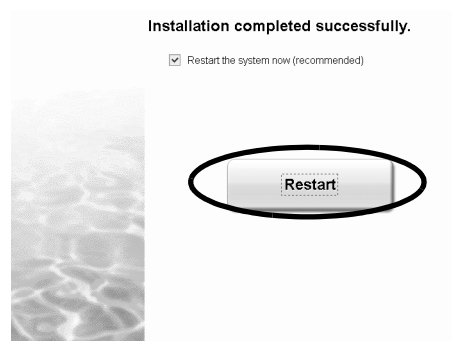 Installation completed successfully.
Restart the system now (recommended)
Restart